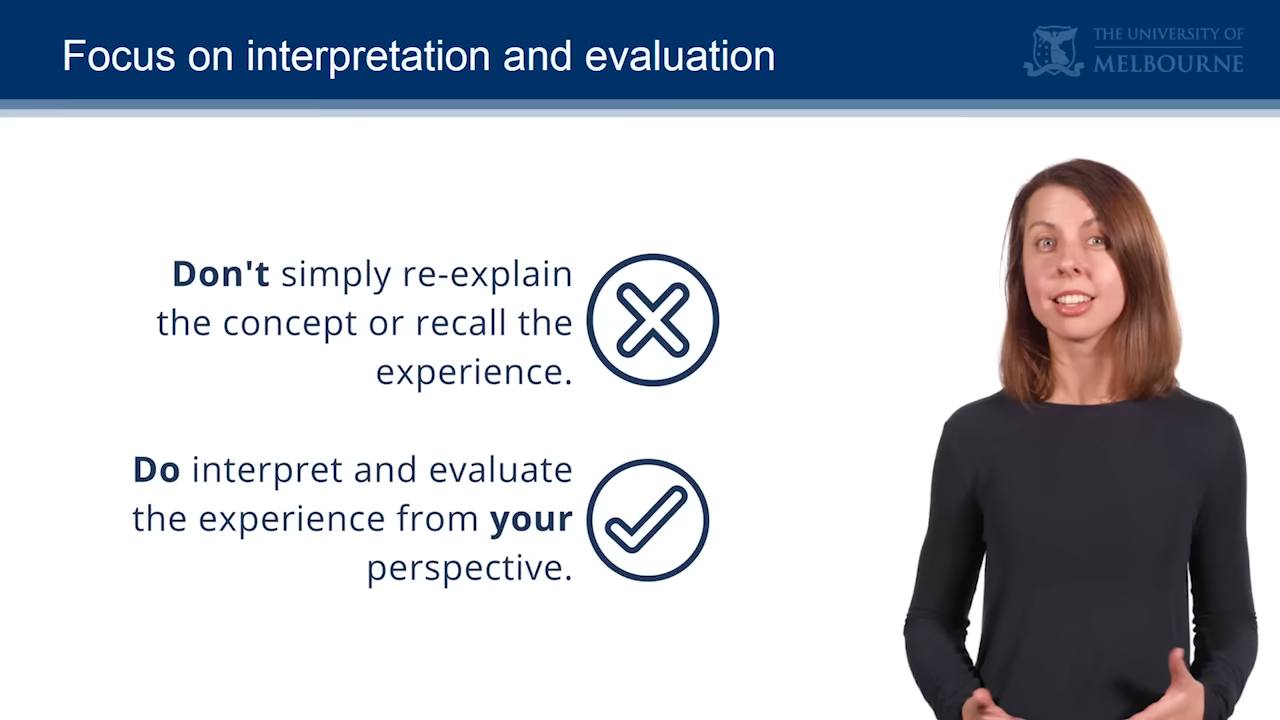 Focus on interpretation and evaluation
THE UNIVERSITY OF
MELBOURNE
Don't simply re-explain
the concept or recall the
experience.
Do interpret and evaluate
the experience from your
perspective.